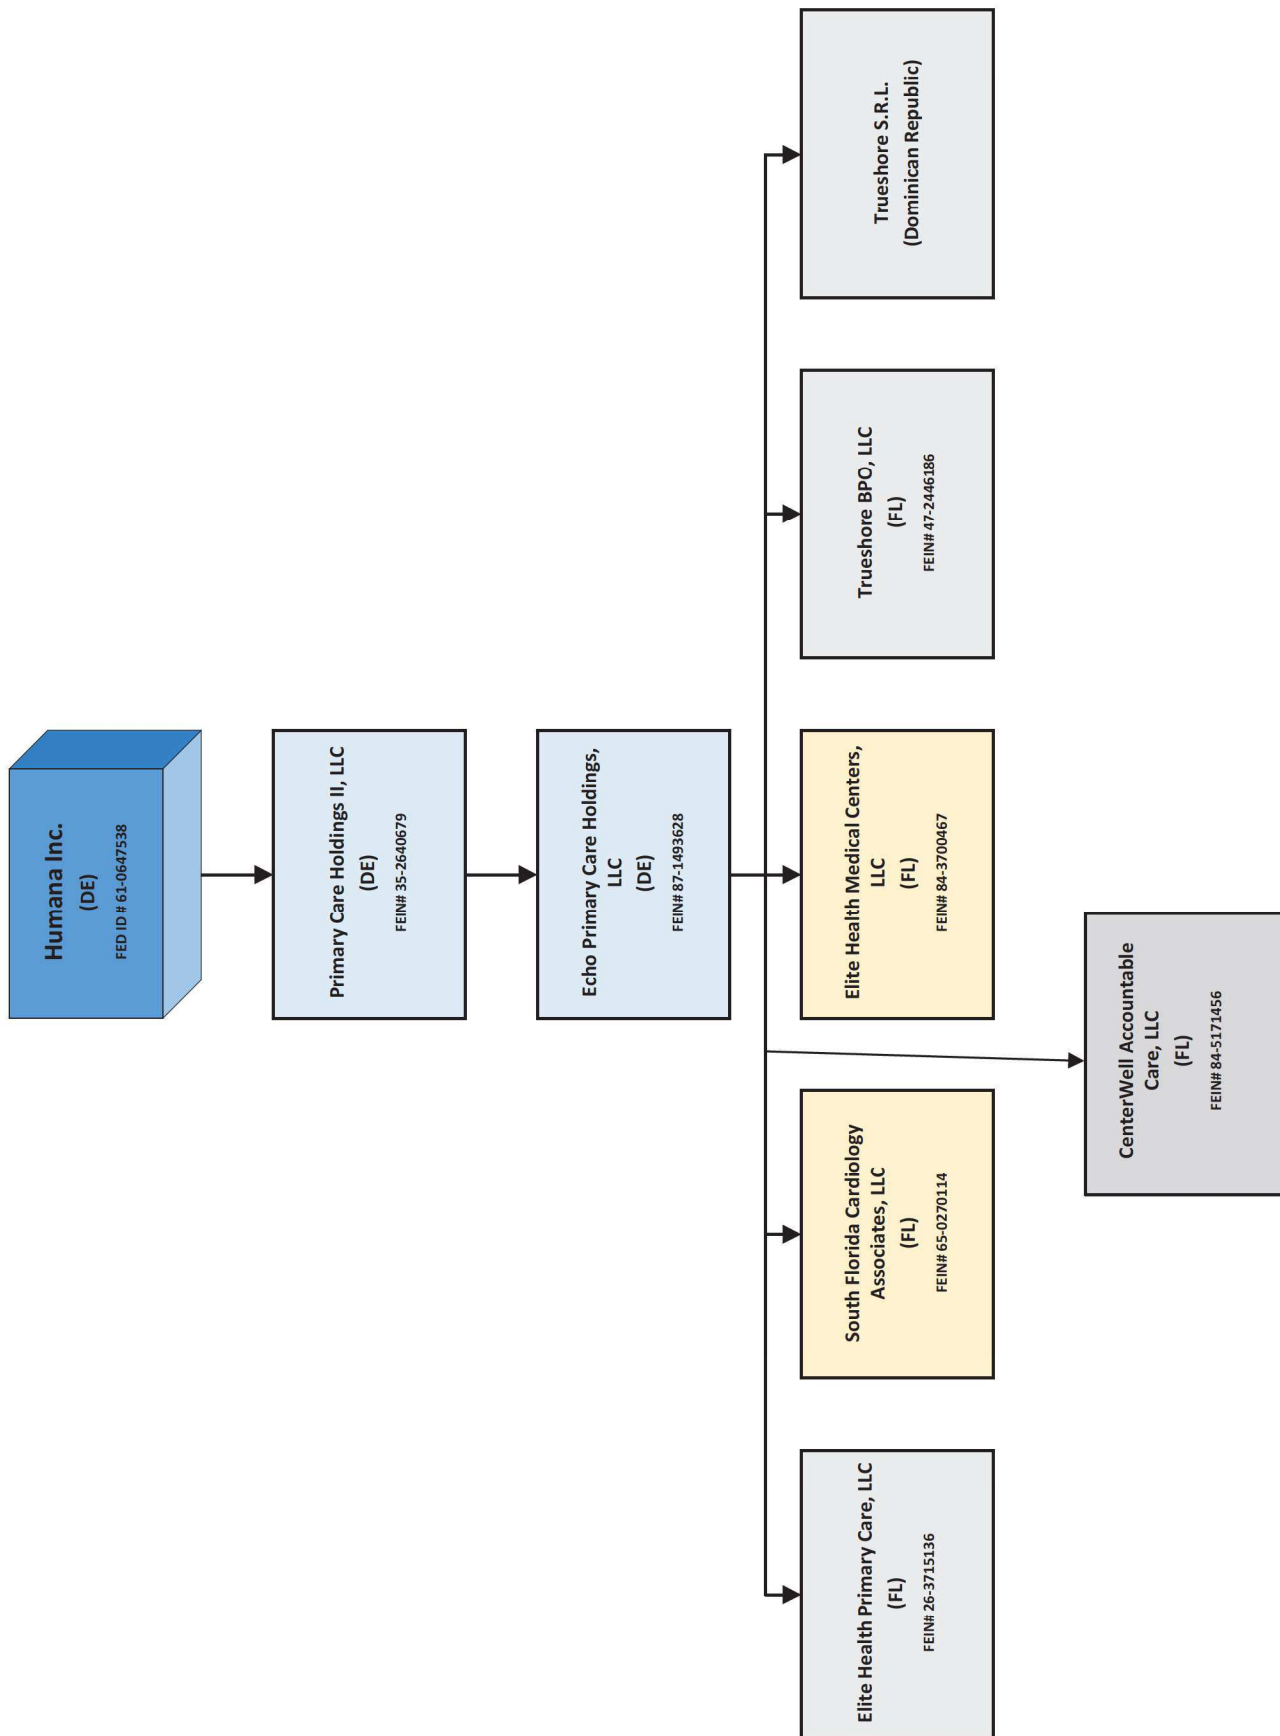 Humana Inc.
(DE)
FED ID # 61-0647538
Primary Care Holdings II, LLC
(DE)
FEIN# 35-2640679
Echo Primary Care Holdings,
LLC
(DE)
FEIN# 87-1493628
Elite Health Primary Care, LLC
(FL)
FEIN# 26-3715136
South Florida Cardiology
Associates, LLC
(FL)
FEIN# 65-0270114
Elite Health Medical Centers,
LLC
(FL)
FEIN# 84-3700467
Trueshore BPO, LLC
(FL)
FEIN# 47-2446186
Trueshore S.R.L.
(Dominican Republic)
CenterWell Accountable
Care, LLC
(FL)
FEIN# 84-5171456